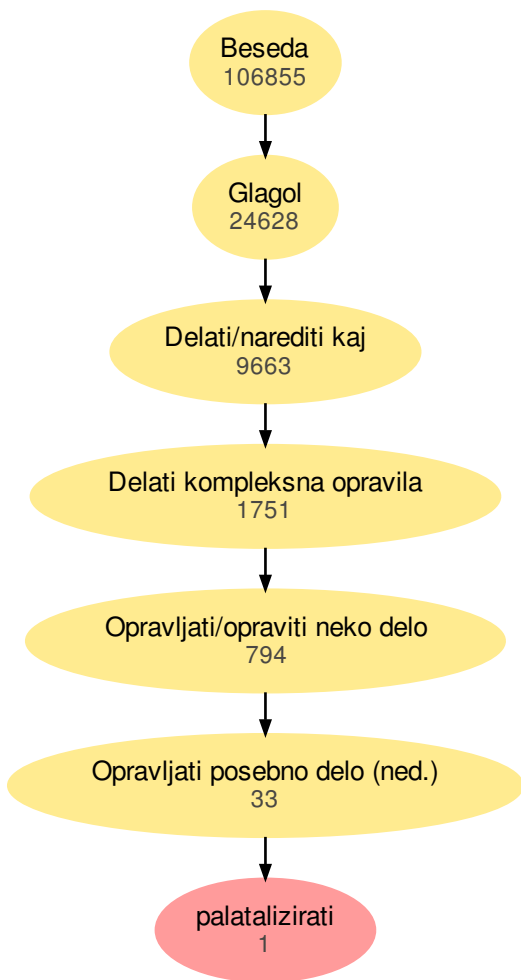 Beseda
106855
Glagol
24628
Delati/narediti kaj
9663
Delati kompleksna opravila
1751
Opravljati/opraviti neko delo
794
Opravljati posebno delo (ned.)
33
palatalizirati
1